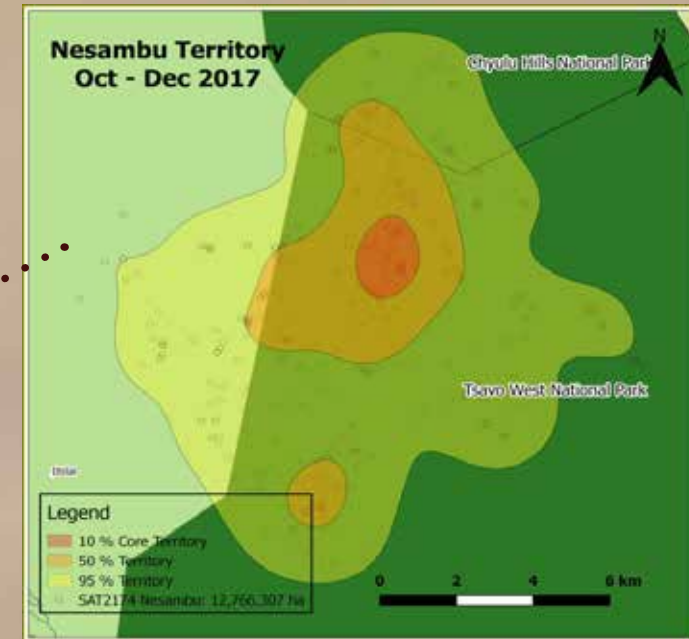 Nesambu Territory
Oct - Dec 2017
N
Chyulu Hills National Park
Tsavo West National Park
Legend
10 % Core Territory
50 % Territory
95 % Territory
SAT2174 Nesambu: 12,766.307 ha
0 2 4 6 km